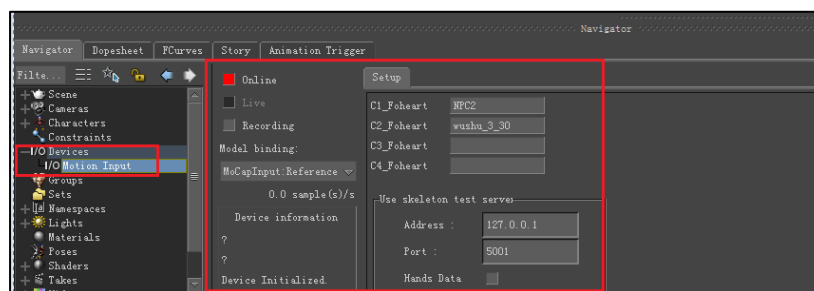 Navigator
Navigator Dopesheet FCurves Story Animation Trigger
Filte...
Scene
Cameras
Characters
Constraints
I/O Devices
I/O Motion Input
Groups
Sets
Namespaces
Lights
Materials
Poses
Shaders
Takes
Online
Live
Recording
Model binding:
MoCapInput:Reference
0.0 sample(s)/s
Device information
?
?
Device Initialized.
Setup
C1_Foheart NPC2
C2_Foheart wushu_3_30
C3_Foheart
C4_Foheart
Use skeleton test server
Address : 127.0.0.1
Port : 5001
Hands Data